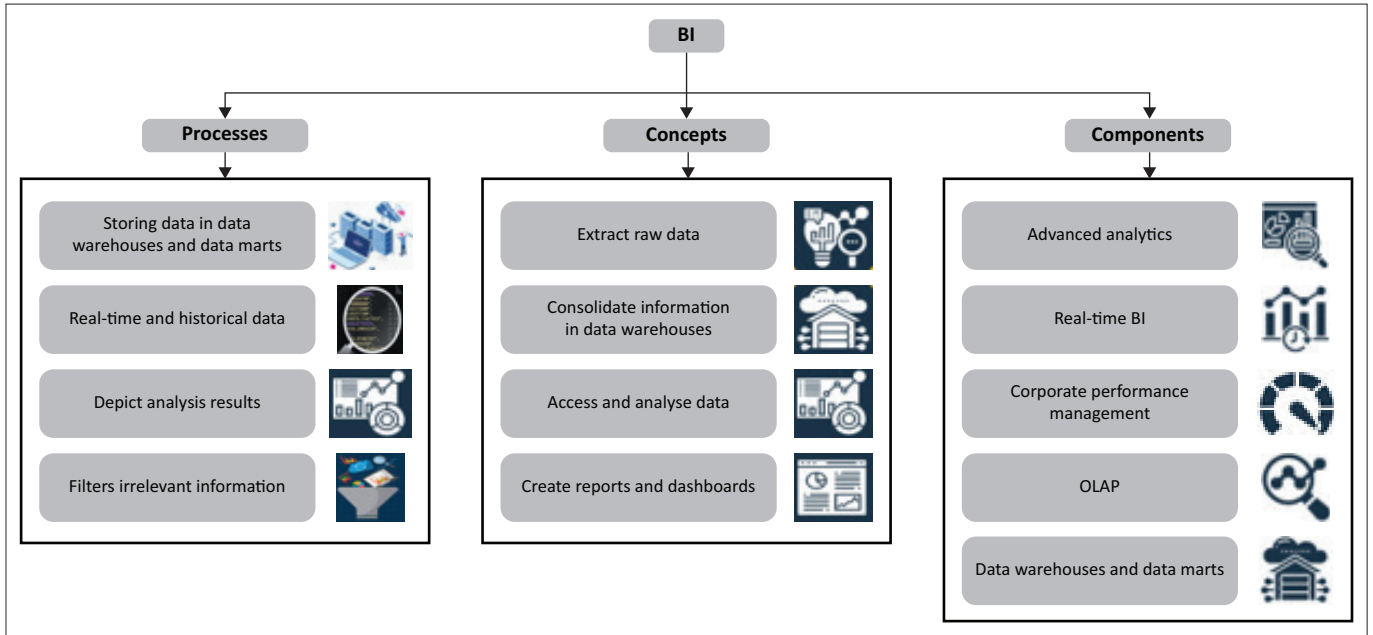 BI
Processes
Storing data in data
warehouses and data marts
Real-time and historical data
Depict analysis results
Filters irrelevant information
Concepts
Extract raw data
Consolidate information
in data warehouses
Access and analyse data
Create reports and dashboards
Components
Advanced analytics
Real-time BI
Corporate performance
management
OLAP
Data warehouses and data marts